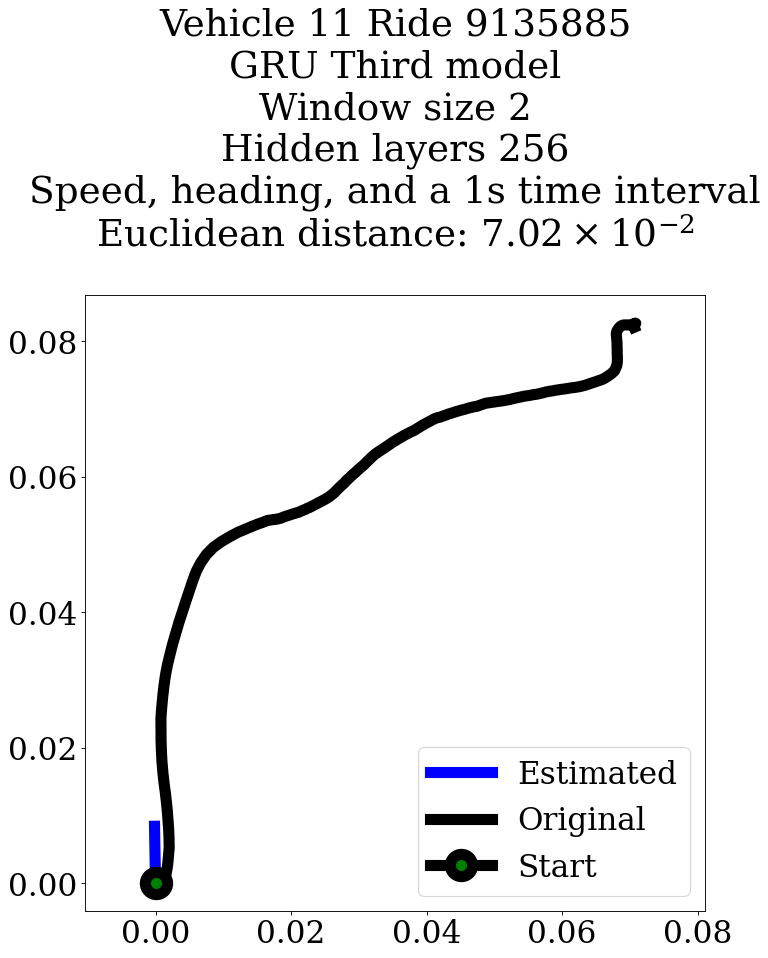 Vehicle 11 Ride 9135885
GRU Third model
Window size 2
Hidden layers 256
Speed, heading, and a 1s time interval
Euclidean distance: 7.02 × 10⁻²
0.08
0.06
0.04
0.02
0.00
Estimated
Original
Start
0.00 0.02 0.04 0.06 0.08